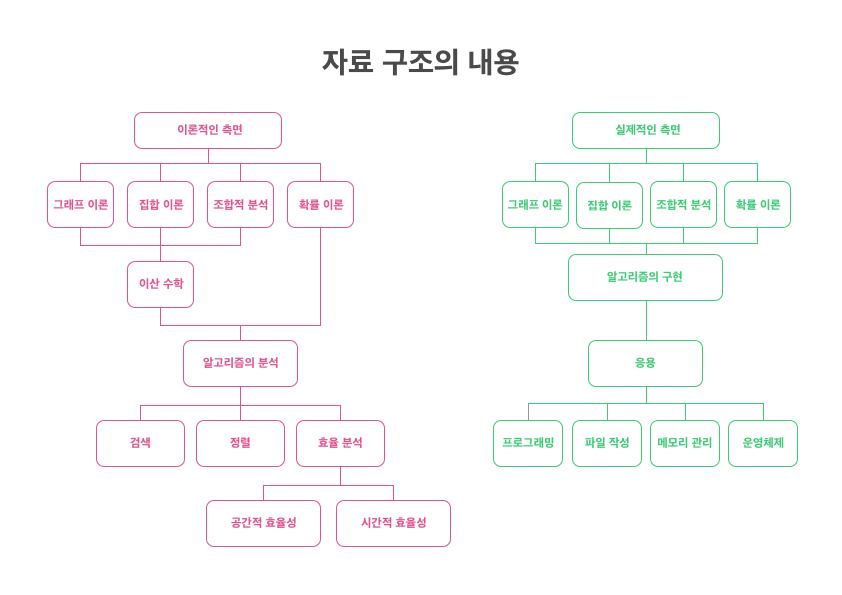 자료 구조의 내용
이론적인 측면
그래프 이론
집합 이론
조합적 분석
확률 이론
이산 수학
알고리즘의 분석
검색
정렬
효율 분석
공간적 효율성
시간적 효율성
실제적인 측면
그래프 이론
집합 이론
조합적 분석
확률 이론
알고리즘의 구현
응용
프로그래밍
파일 작성
메모리 관리
운영체제